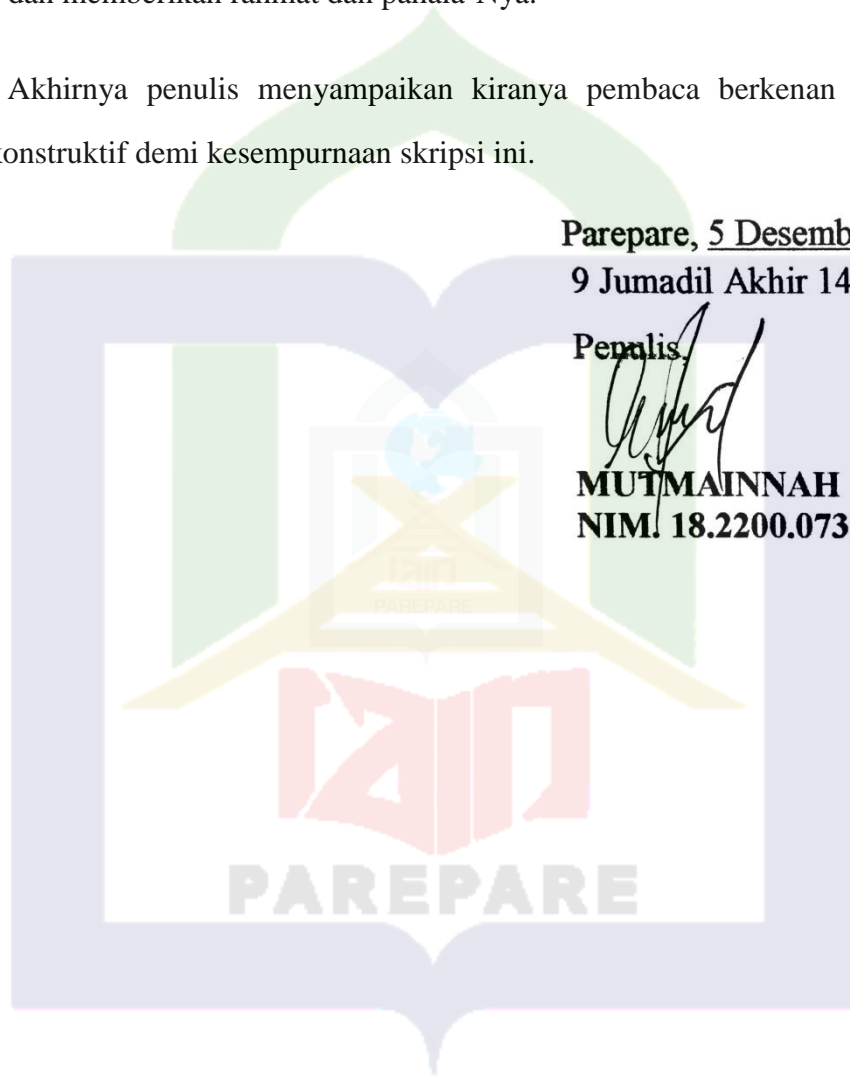 dan memberikan rahmat dan pahala-Nya.
Akhirnya penulis menyampaikan kiranya pembaca berkenan
konstruktif demi kesempurnaan skripsi ini.
Parepare, 5 Desemb
9 Jumadil Akhir 14
Penulis,
MUTMAINNAH
NIM. 18.2200.073
PAREPARE
PAREPARE